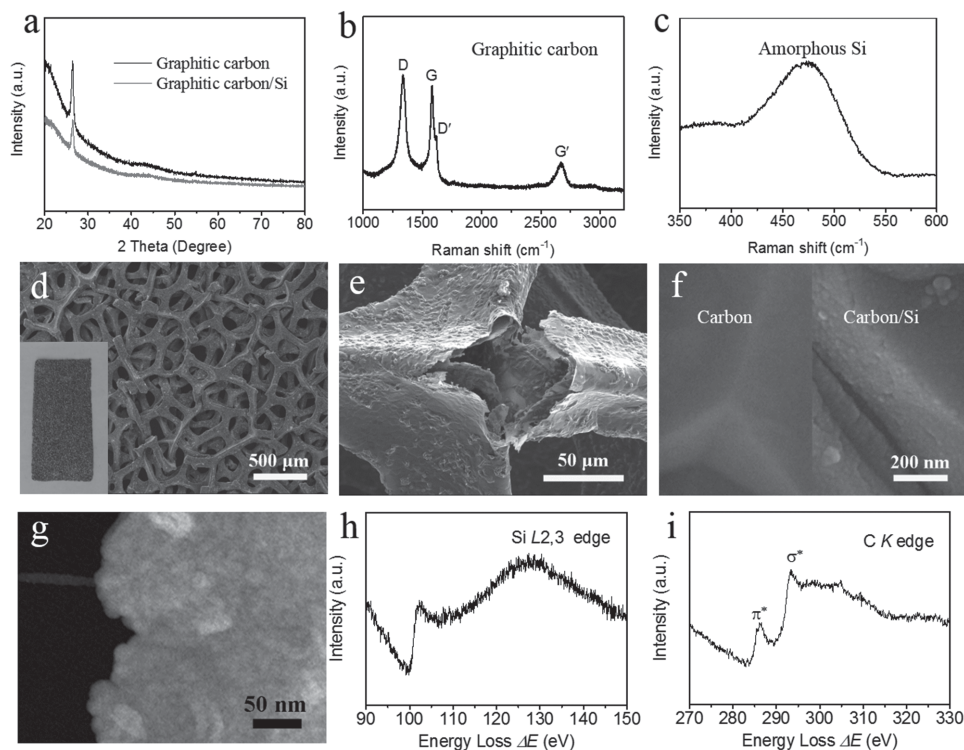 a
Graphitic carbon
Graphitic carbon/Si
Intensity (a.u.)
20 30 40 50 60 70 80
2 Theta (Degree)
b
Graphitic carbon
D
G
D'
G'
Intensity (a.u.)
1000 1500 2000 2500 3000
Raman shift (cm⁻¹)
c
Amorphous Si
Intensity (a.u.)
350 400 450 500 550 600
Raman shift (cm⁻¹)
d
500 µm
e
50 µm
f
Carbon
Carbon/Si
200 nm
g
50 nm
h
Si L2,3 edge
Intensity (a.u.)
90 100 110 120 130 140 150
Energy Loss ΔE (eV)
i
C K edge
π*
σ*
Intensity (a.u.)
270 280 290 300 310 320 330
Energy Loss ΔE (eV)